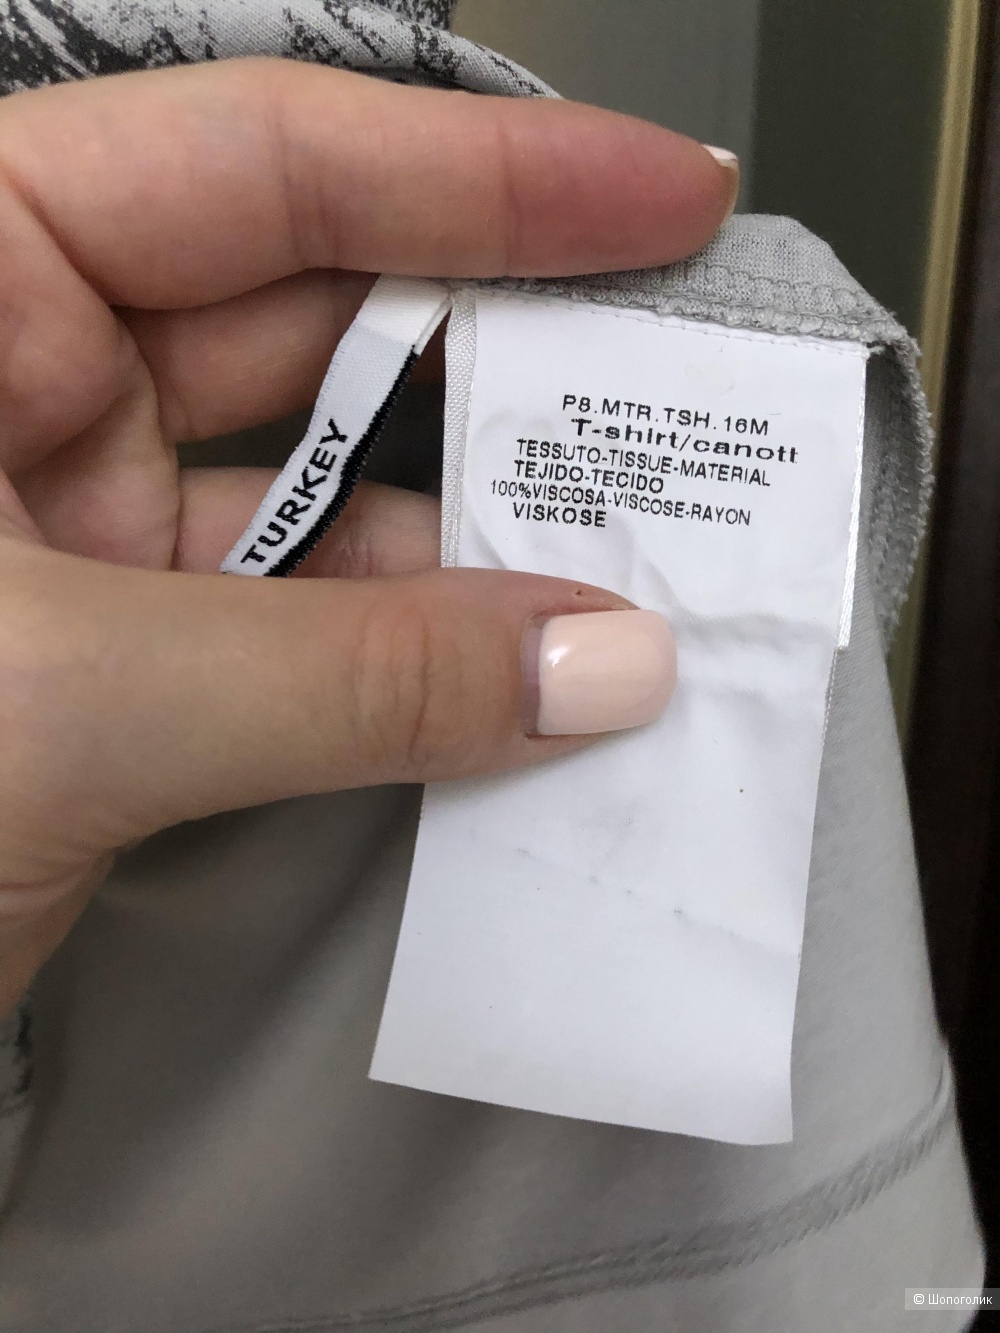 P8.MTR.TSH.16M
T-shirt/canott
TESSUTO-TISSUE-MATERIAL
TEJIDO-TECIDO
100%VISCOSA-VISCOSE-RAYON
VISKOSE
TURKEY
© Шопоголик